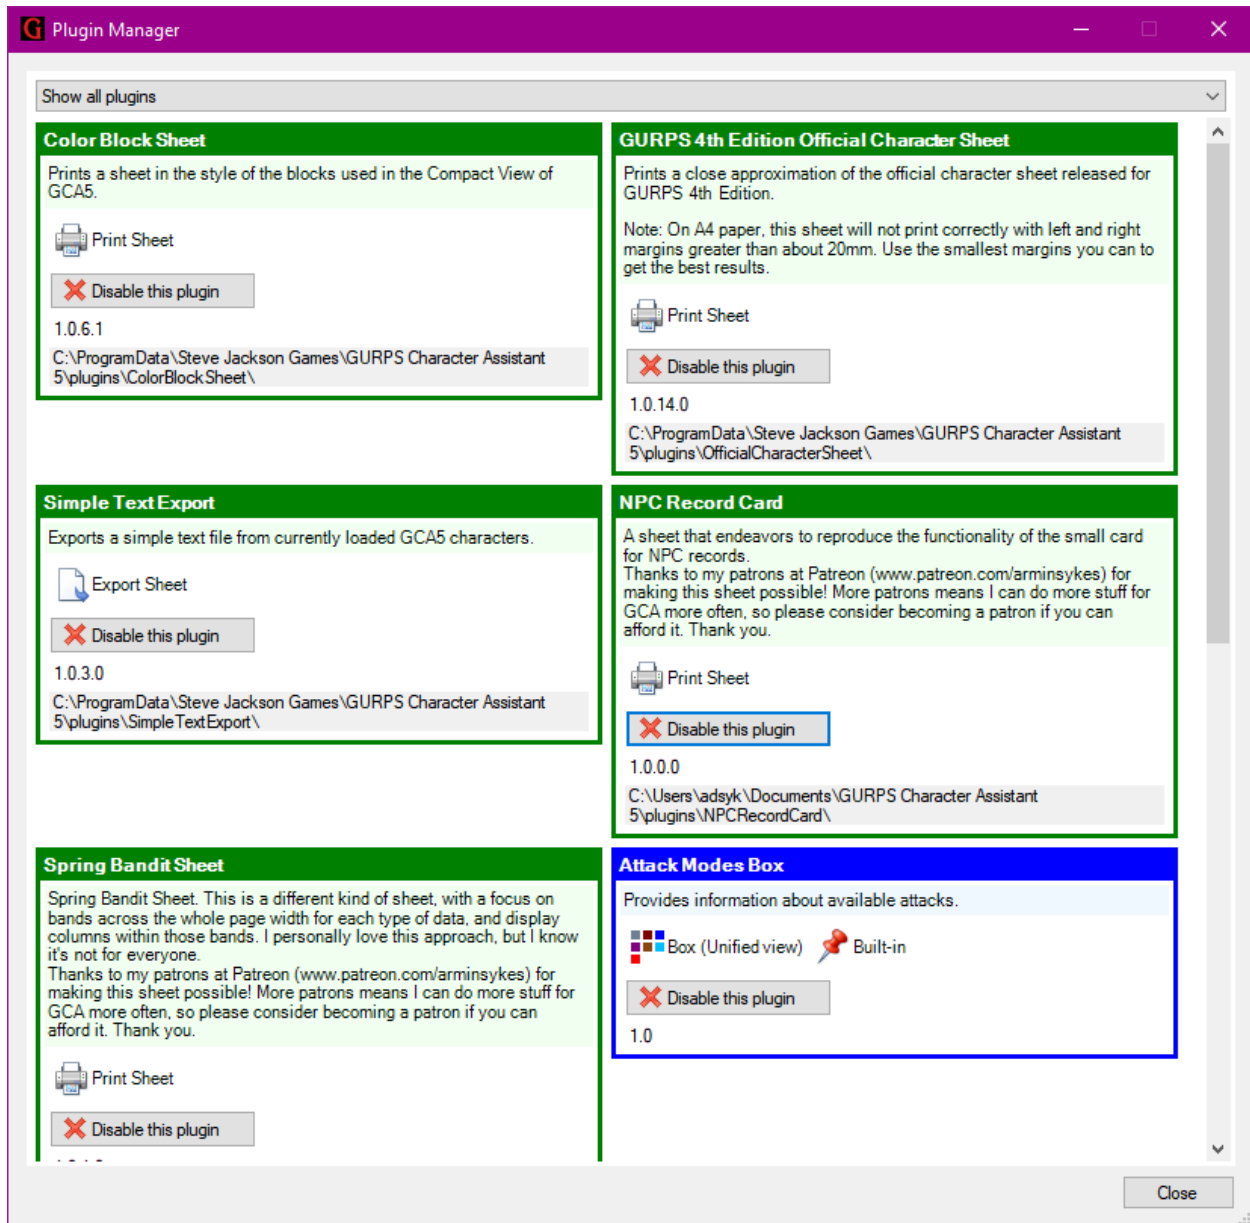 G Plugin Manager
Show all plugins
Color Block Sheet
Prints a sheet in the style of the blocks used in the Compact View of
GCA5.
Print Sheet
Disable this plugin
1.0.6.1
C:\ProgramData\Steve Jackson Games\GURPS Character Assistant
5\plugins\ColorBlockSheet\
GURPS 4th Edition Official Character Sheet
Prints a close approximation of the official character sheet released for
GURPS 4th Edition.
Note: On A4 paper, this sheet will not print correctly with left and right
margins greater than about 20mm. Use the smallest margins you can to
get the best results.
Print Sheet
Disable this plugin
1.0.14.0
C:\ProgramData\Steve Jackson Games\GURPS Character Assistant
5\plugins\OfficialCharacterSheet\
Simple Text Export
Exports a simple text file from currently loaded GCA5 characters.
Export Sheet
Disable this plugin
1.0.3.0
C:\ProgramData\Steve Jackson Games\GURPS Character Assistant
5\plugins\SimpleTextExport\
NPC Record Card
A sheet that endeavors to reproduce the functionality of the small card
for NPC records.
Thanks to my patrons at Patreon (www.patreon.com/arminsykes) for
making this sheet possible! More patrons means I can do more stuff for
GCA more often, so please consider becoming a patron if you can
afford it. Thank you.
Print Sheet
Disable this plugin
1.0.0.0
C:\Users\adsyk\Documents\GURPS Character Assistant
5\plugins\NPCRecordCard\
Spring Bandit Sheet
Spring Bandit Sheet. This is a different kind of sheet, with a focus on
bands across the whole page width for each type of data, and display
columns within those bands. I personally love this approach, but I know
it's not for everyone.
Thanks to my patrons at Patreon (www.patreon.com/arminsykes) for
making this sheet possible! More patrons means I can do more stuff for
GCA more often, so please consider becoming a patron if you can
afford it. Thank you.
Print Sheet
Disable this plugin
Attack Modes Box
Provides information about available attacks.
Box (Unified view) Built-in
Disable this plugin
1.0
Close